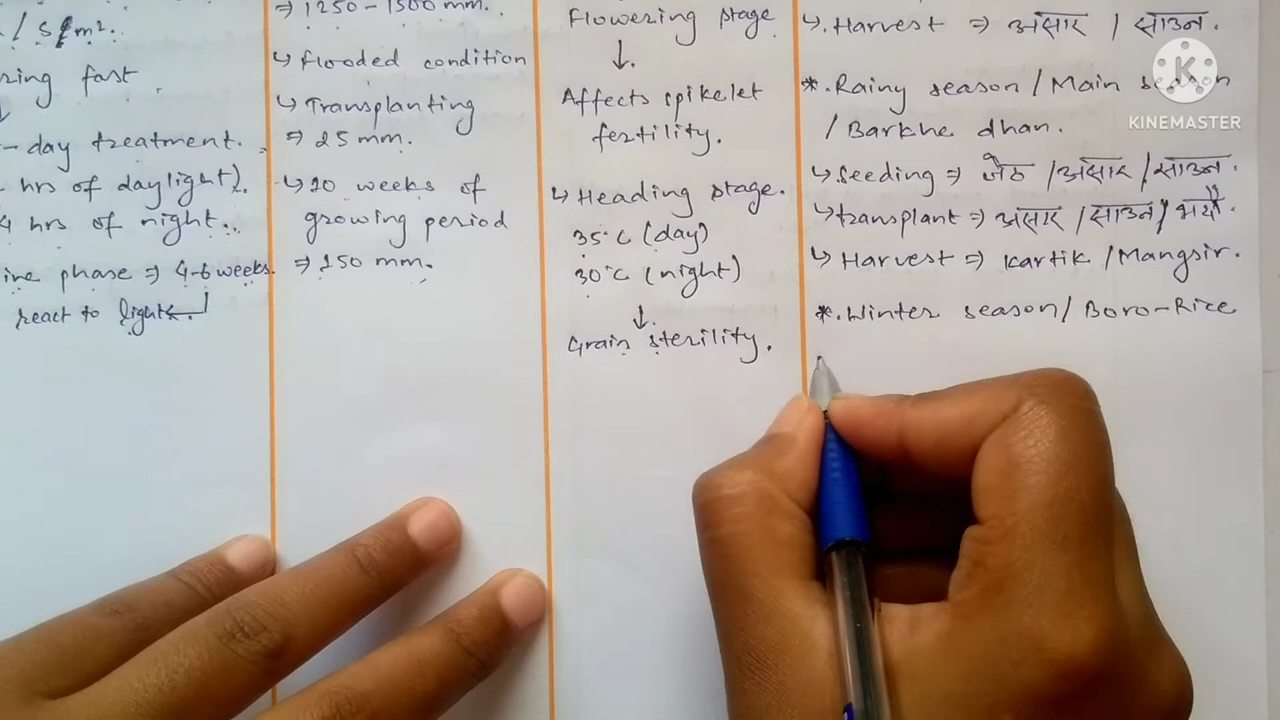 / S/m².
ring fast
- day treatment.
hrs of daylight).
4 hrs of night..
ive phase ⇒ 4-6 weeks.
react to light.
⇒ 1250-1500 mm.
↳ flooded condition
↳ Transplanting
⇒ 25 mm.
↳ 20 weeks of
growing period
⇒ 150 mm.
Flowering stage
↓
Affects spikelet
fertility.
↳ Heading stage.
35°C (day)
30°C (night)
↓
Grain sterility.
↳ Harvest ⇒ असार / साउन.
*. Rainy season / Main season
/ Barkhe dhan.
↳ Seeding ⇒ जेठ / असार / साउन.
↳ transplant ⇒ असार / साउन / भदौ.
↳ Harvest ⇒ Kartik / Mangsir.
*. Winter season / Boro-Rice
KINEMASTER